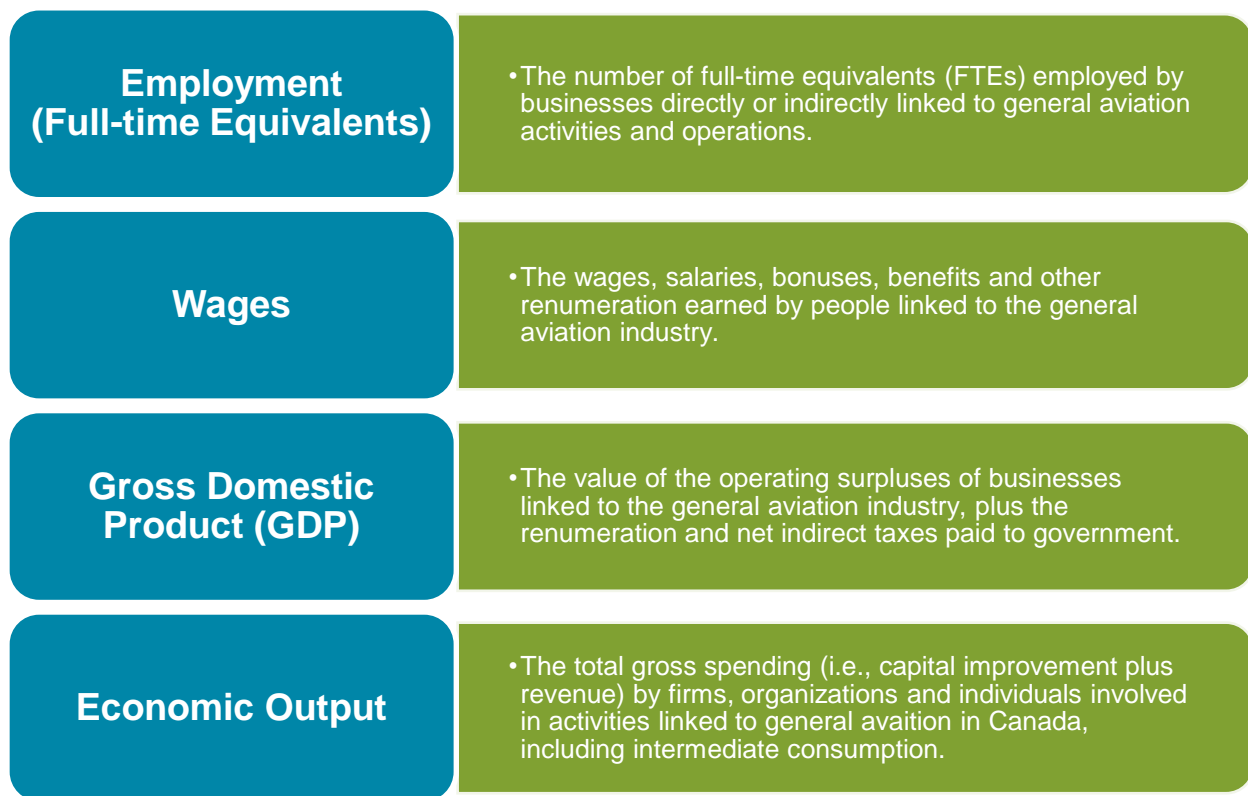 Employment
(Full-time Equivalents)
•The number of full-time equivalents (FTEs) employed by
businesses directly or indirectly linked to general aviation
activities and operations.
Wages
•The wages, salaries, bonuses, benefits and other
renumeration earned by people linked to the general
aviation industry.
Gross Domestic
Product (GDP)
•The value of the operating surpluses of businesses
linked to the general aviation industry, plus the
renumeration and net indirect taxes paid to government.
Economic Output
•The total gross spending (i.e., capital improvement plus
revenue) by firms, organizations and individuals involved
in activities linked to general avaition in Canada,
including intermediate consumption.